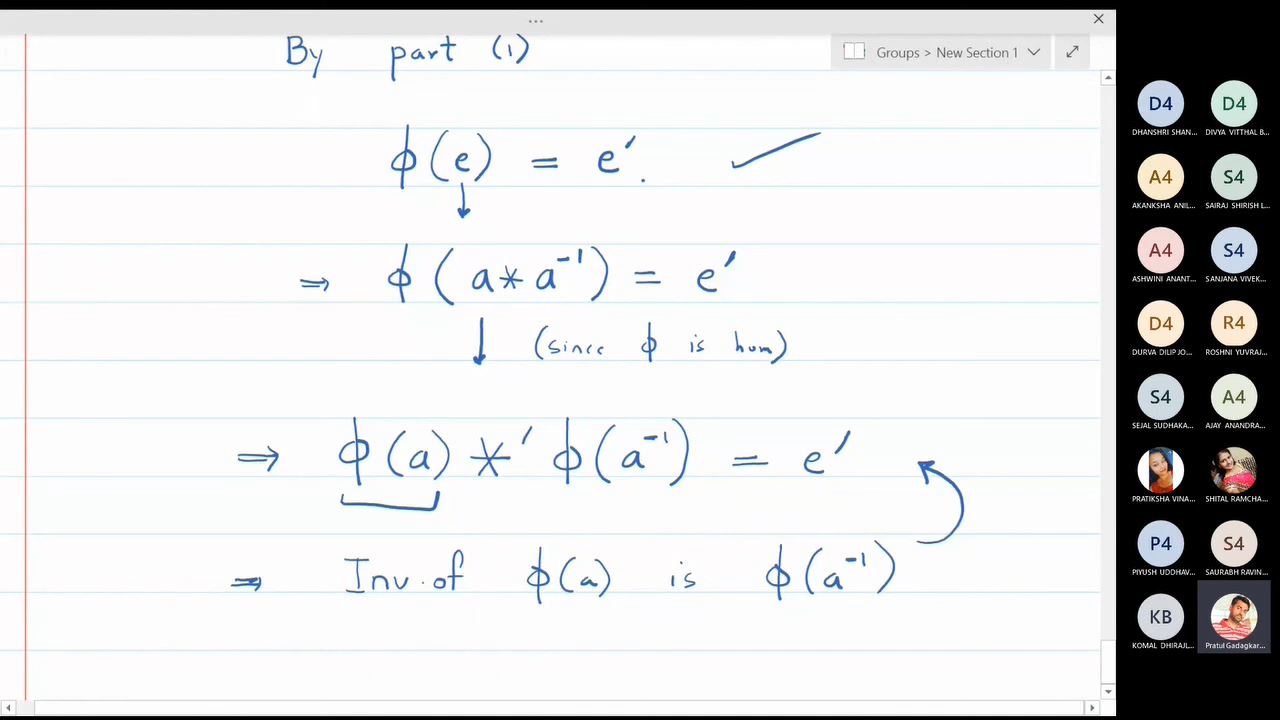 ...
By part (1)
Groups > New Section 1
φ(e) = e'.
⇒ φ(a * a⁻¹) = e'
(since φ is hom)
⇒ φ(a) *' φ(a⁻¹) = e'
⇒ Inv. of φ(a) is φ(a⁻¹)
D4 D4
DHANSHRI SHAN... DIVYA VITTHAL B...
A4 S4
AKANKSHA ANIL... SAIRAJ SHIRISH L...
A4 S4
ASHWINI ANANT... SANJANA VIVEK...
D4 R4
DURVA DILIP JO... ROSHNI YUVRAJ...
S4 A4
SEJAL SUDHAKA... AJAY ANANDRA...
PRATIKSHA VINA... SHITAL RAMCHA...
P4 S4
PIYUSH UDDHAV... SAURABH RAVIN...
KB
KOMAL DHIRAJL... Pratul Gadagkar...